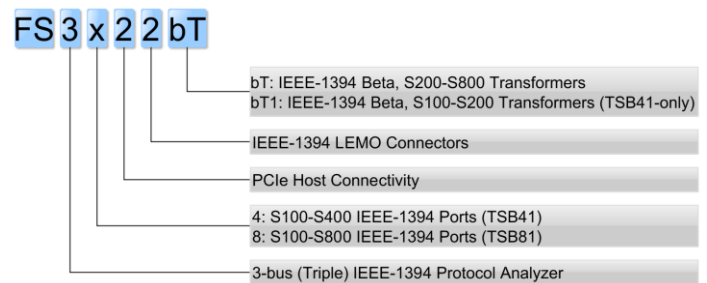 FS 3 x 2 2 bT
bT: IEEE-1394 Beta, S200-S800 Transformers
bT1: IEEE-1394 Beta, S100-S200 Transformers (TSB41-only)
IEEE-1394 LEMO Connectors
PCIe Host Connectivity
4: S100-S400 IEEE-1394 Ports (TSB41)
8: S100-S800 IEEE-1394 Ports (TSB81)
3-bus (Triple) IEEE-1394 Protocol Analyzer